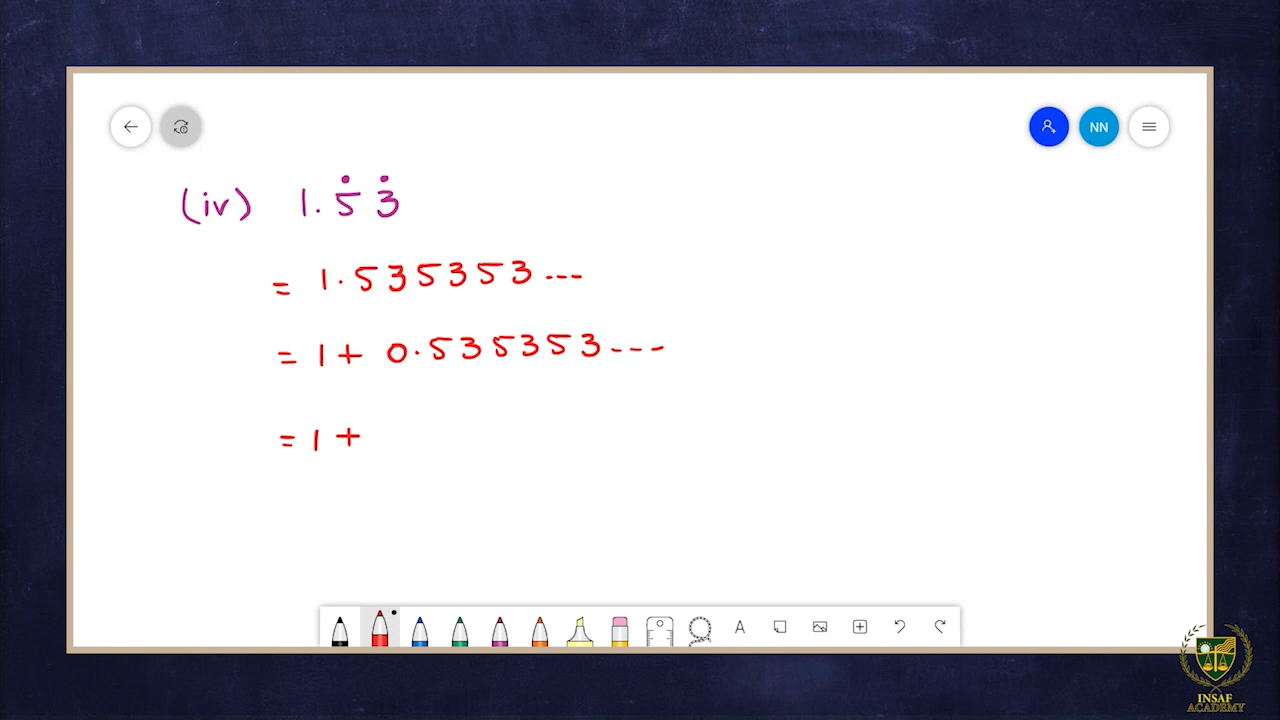 NN
(iv) 1.5̇3̇
= 1.535353---
= 1 + 0.535353---
= 1 +
A
INSAF
ACADEMY